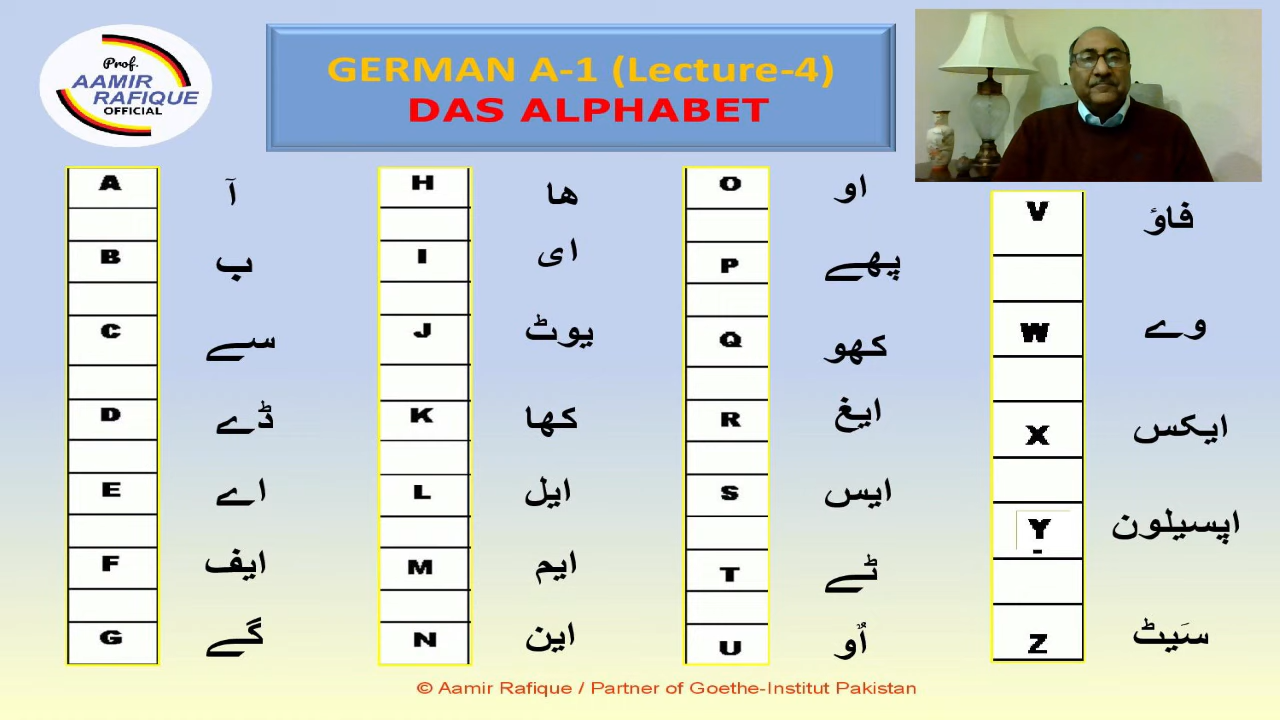 Prof.
AAMIR
RAFIQUE
OFFICIAL
GERMAN A-1 (Lecture-4)
DAS ALPHABET
A آ
B ب
C سے
D ڈے
E اے
F ایف
G گے
H ھا
I ای
J یوٹ
K کھا
L ایل
M ایم
N این
O او
P پھے
Q کھو
R ایغ
S ایس
T ٹے
U اُو
V فاؤ
W وے
X ایکس
Y اپسیلون
Z سَیٹ
© Aamir Rafique / Partner of Goethe-Institut Pakistan